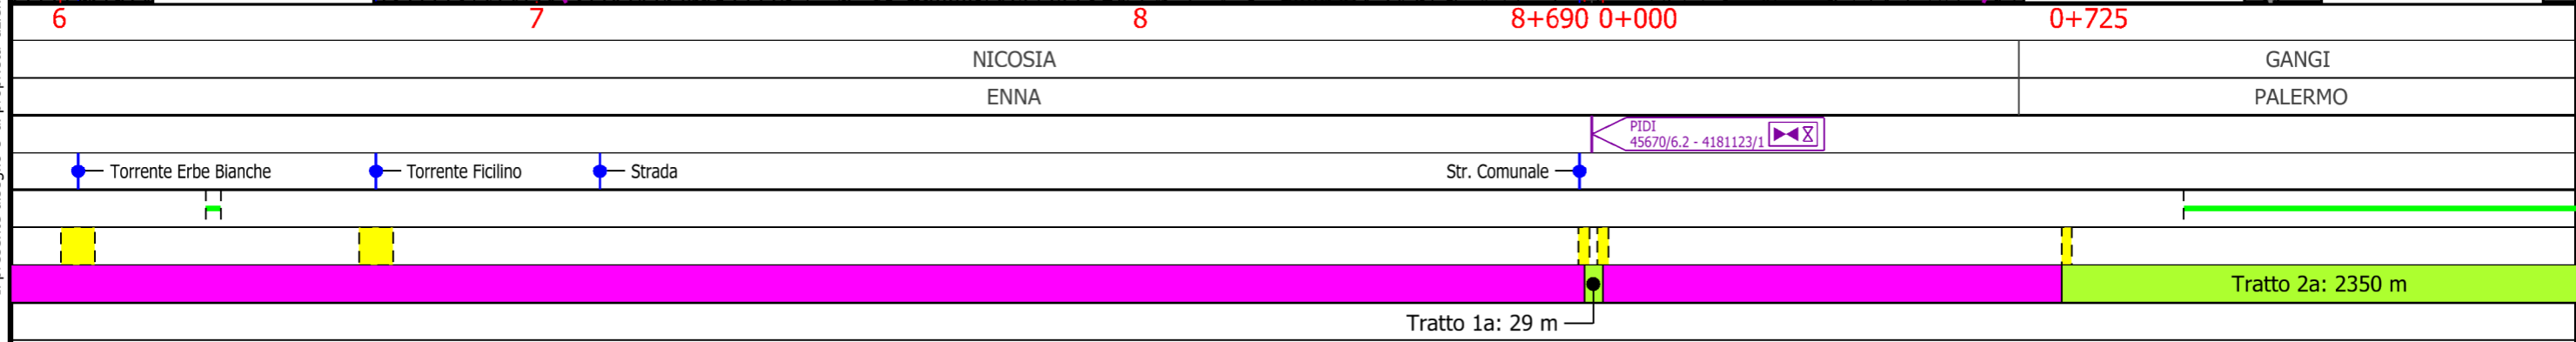 6 7 8 8+690 0+000 0+725
NICOSIA GANGI
ENNA PALERMO
PIDI
45670/6.2 - 4181123/1
Torrente Erbe Bianche Torrente Ficilino Strada Str. Comunale
Tratto 2a: 2350 m
Tratto 1a: 29 m